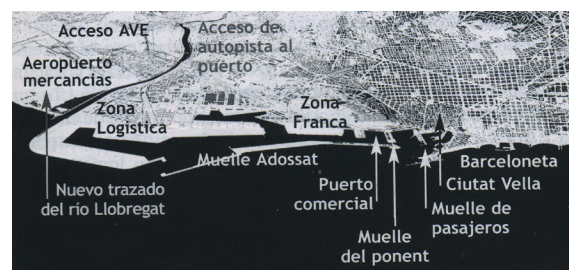 Acceso AVE
Acceso de
autopista al
puerto
Aeropuerto
mercancias
Zona
Logistica
Zona
Franca
Muelle Adossat
Barceloneta
Ciutat Vella
Nuevo trazado
del río Llobregat
Puerto
comercial
Muelle de
pasajeros
Muelle
del ponent